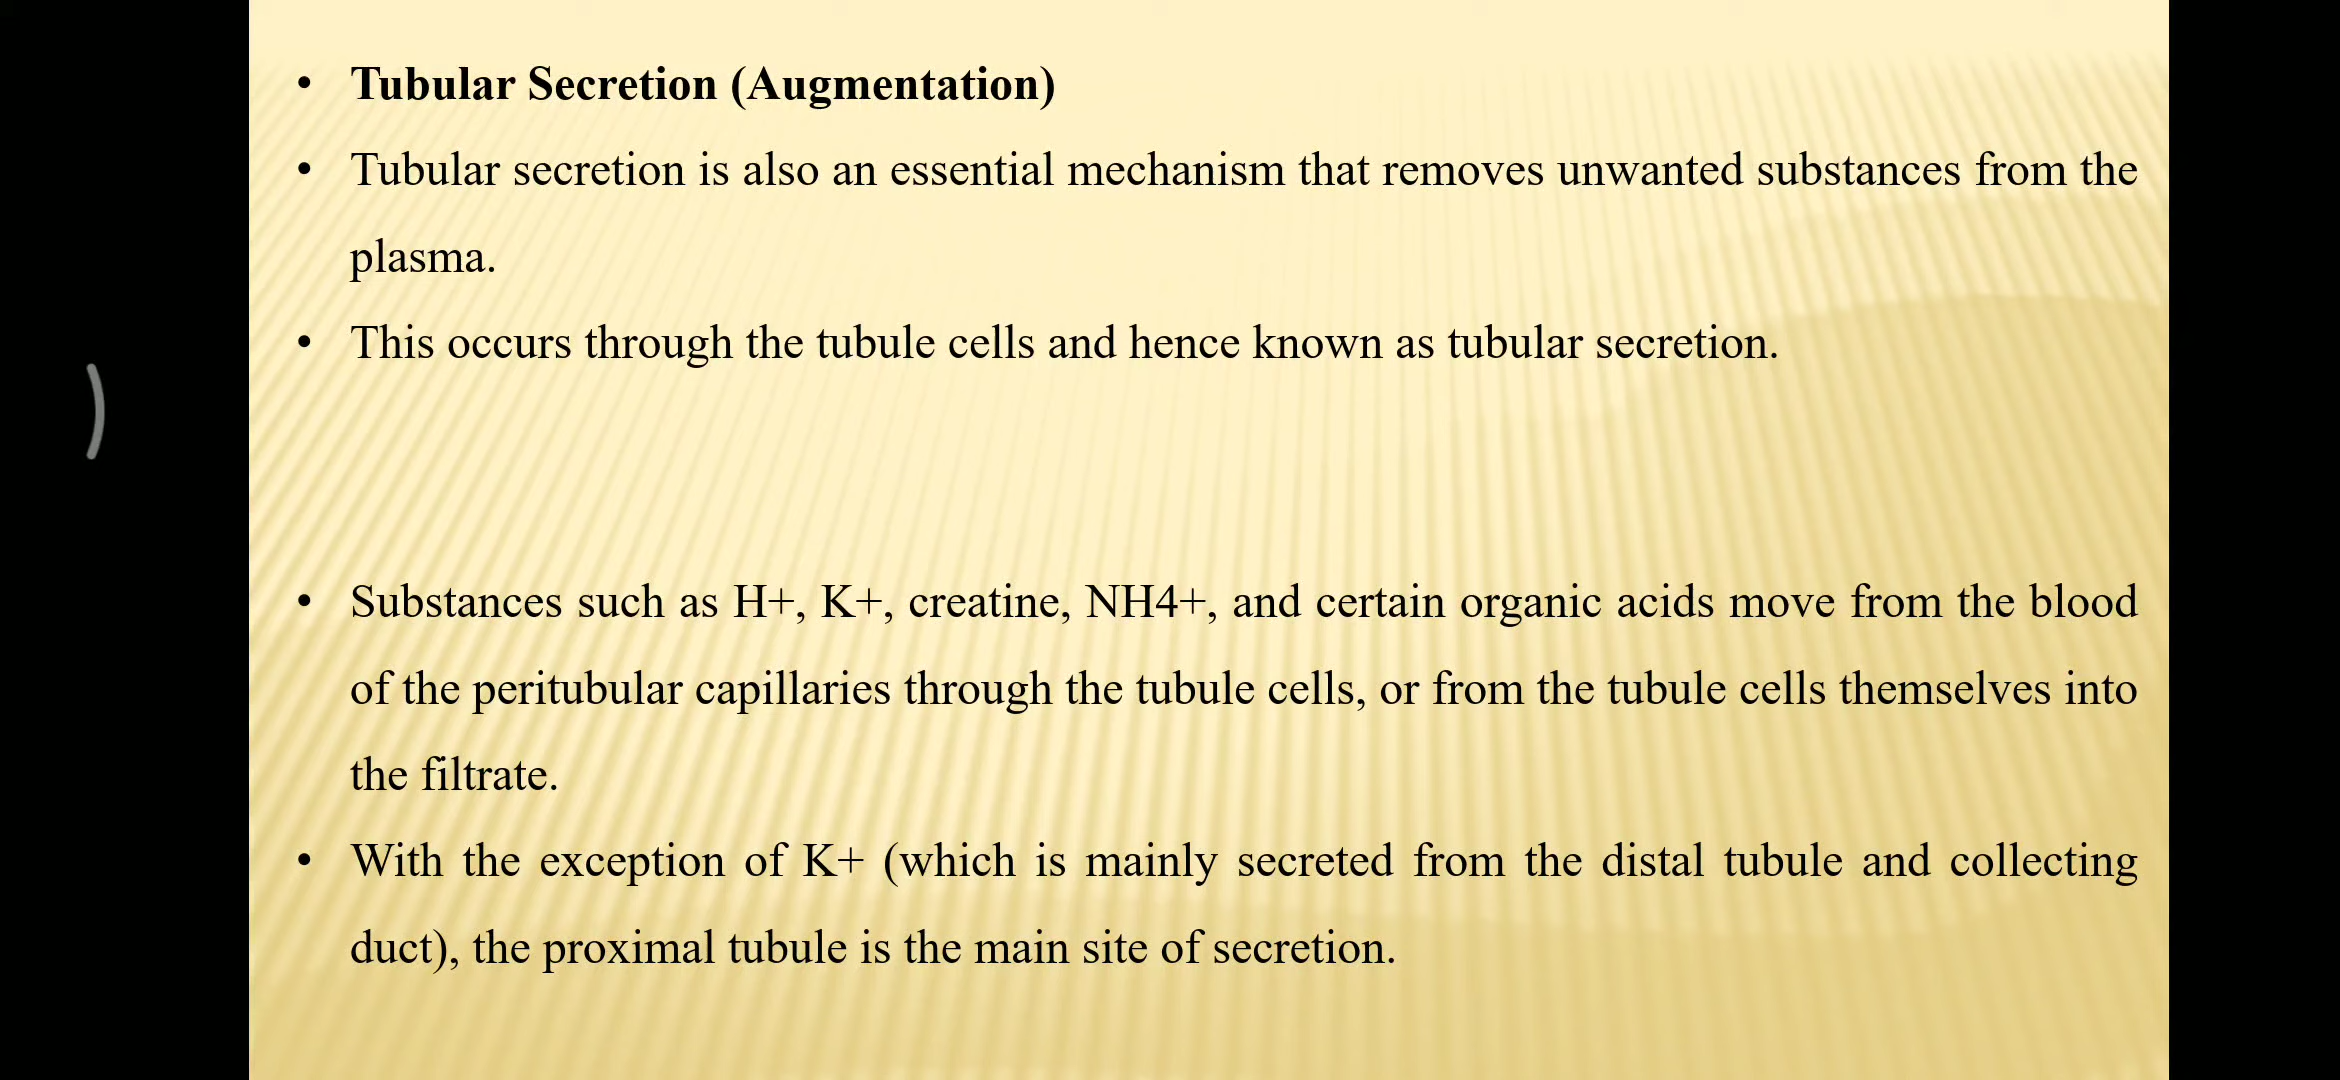 • Tubular Secretion (Augmentation)
• Tubular secretion is also an essential mechanism that removes unwanted substances from the
plasma.
• This occurs through the tubule cells and hence known as tubular secretion.
• Substances such as H+, K+, creatine, NH4+, and certain organic acids move from the blood
of the peritubular capillaries through the tubule cells, or from the tubule cells themselves into
the filtrate.
• With the exception of K+ (which is mainly secreted from the distal tubule and collecting
duct), the proximal tubule is the main site of secretion.